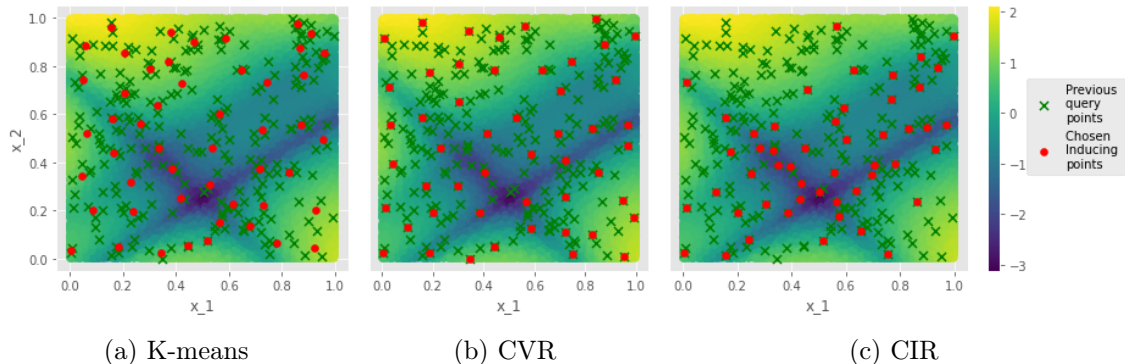 1.0
0.8
0.6
0.4
0.2
0.0
x_2
0.0 0.2 0.4 0.6 0.8 1.0
x_1
0.0 0.2 0.4 0.6 0.8 1.0
x_1
0.0 0.2 0.4 0.6 0.8 1.0
x_1
2
1
0
−1
−2
−3
Previous
query
points
Chosen
Inducing
points
(a) K-means
(b) CVR
(c) CIR